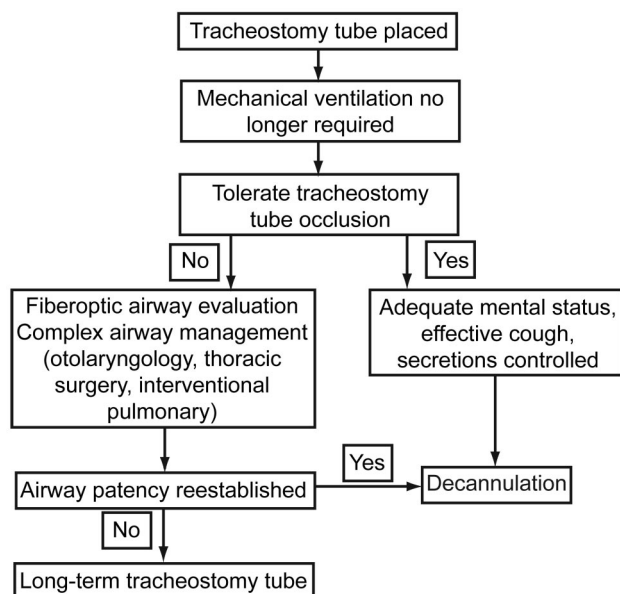 Tracheostomy tube placed
Mechanical ventilation no
longer required
Tolerate tracheostomy
tube occlusion
No
Yes
Fiberoptic airway evaluation
Complex airway management
(otolaryngology, thoracic
surgery, interventional
pulmonary)
Adequate mental status,
effective cough,
secretions controlled
Airway patency reestablished
Yes
Decannulation
No
Long-term tracheostomy tube